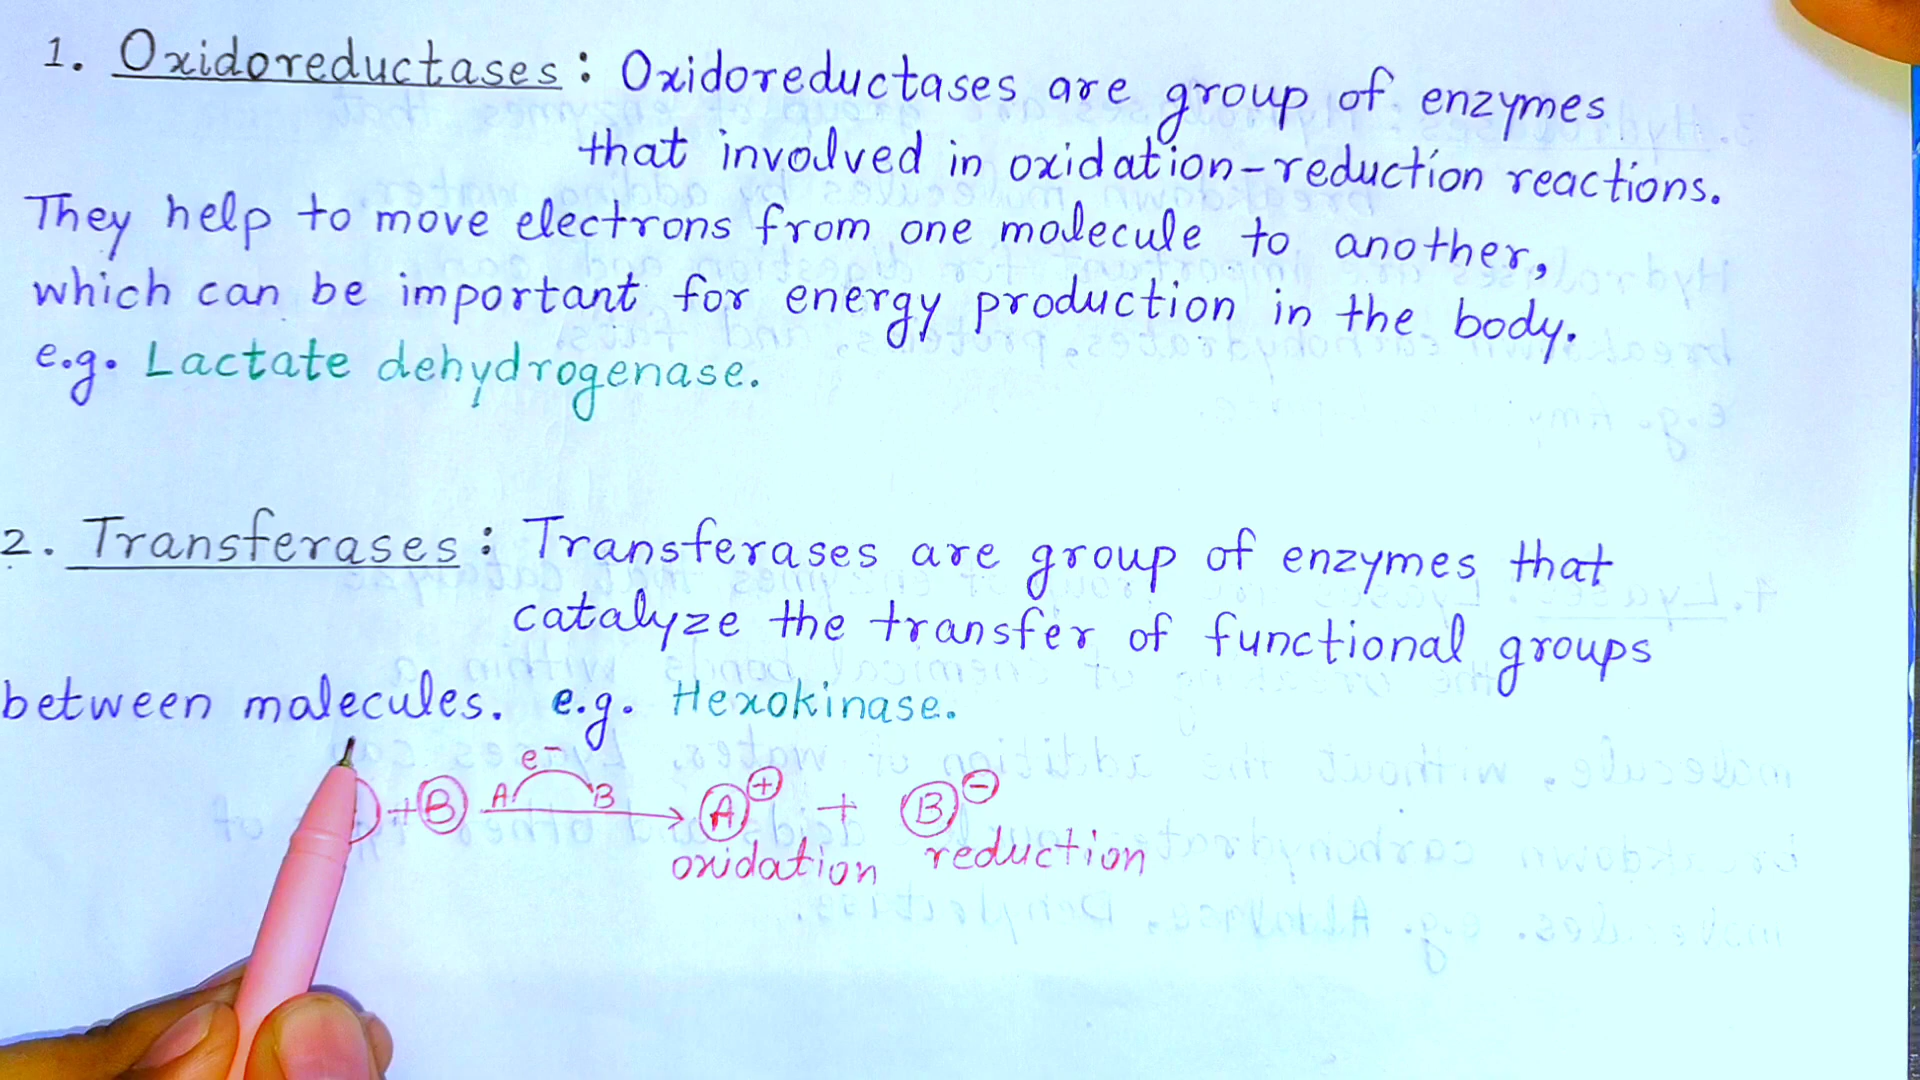 1. Oxidoreductases: Oxidoreductases are group of enzymes
that involved in oxidation-reduction reactions.
They help to move electrons from one molecule to another,
which can be important for energy production in the body.
e.g. Lactate dehydrogenase.
2. Transferases: Transferases are group of enzymes that
catalyze the transfer of functional groups
between molecules. e.g. Hexokinase.
e-
+ B A B A + + B -
oxidation reduction